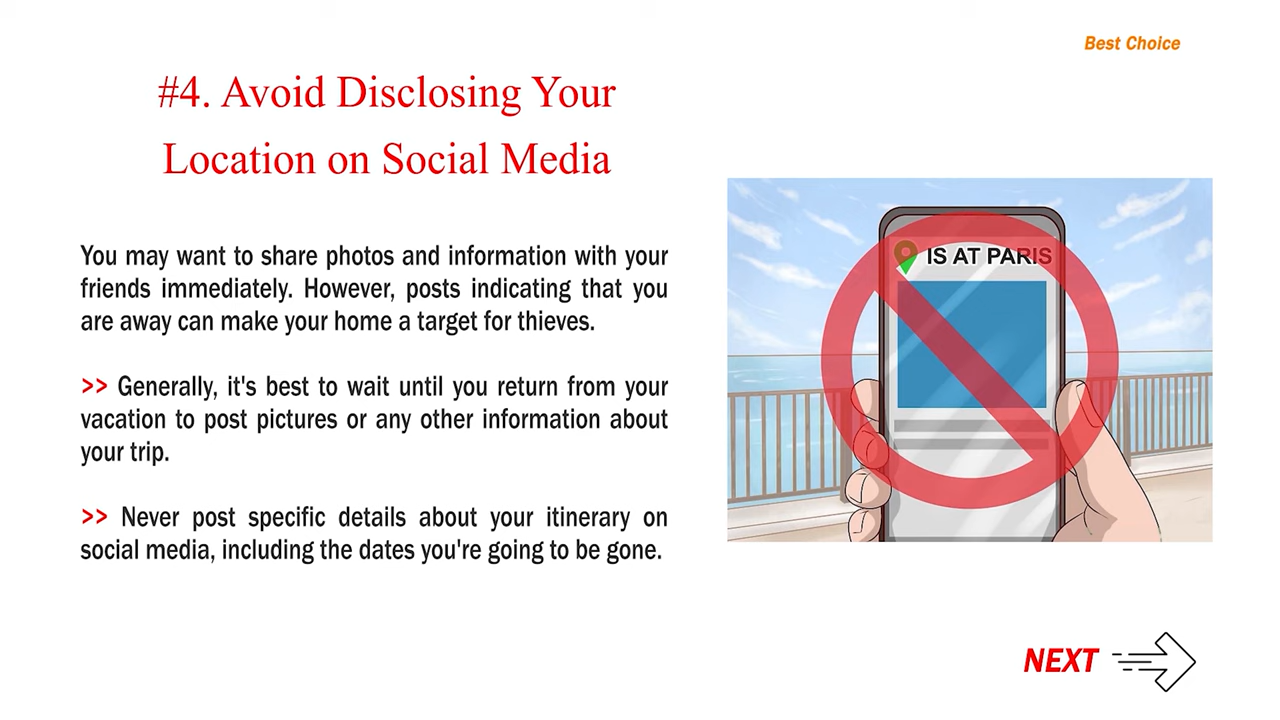 Best Choice
#4. Avoid Disclosing Your
Location on Social Media
You may want to share photos and information with your
friends immediately. However, posts indicating that you
are away can make your home a target for thieves.
>> Generally, it's best to wait until you return from your
vacation to post pictures or any other information about
your trip.
>> Never post specific details about your itinerary on
social media, including the dates you're going to be gone.
IS AT PARIS
NEXT